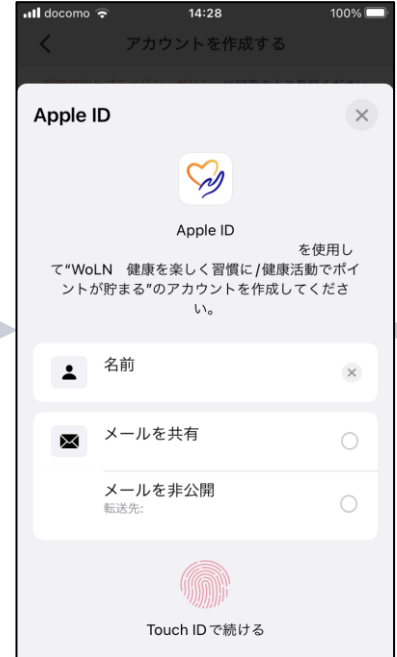 docomo 14:28 100%
アカウントを作成する
Apple ID
Apple ID
を使用し
て"WoLN 健康を楽しく習慣に/健康活動でポイ
ントが貯まる"のアカウントを作成してくださ
い。
名前
メールを共有
メールを非公開
転送先:
Touch IDで続ける